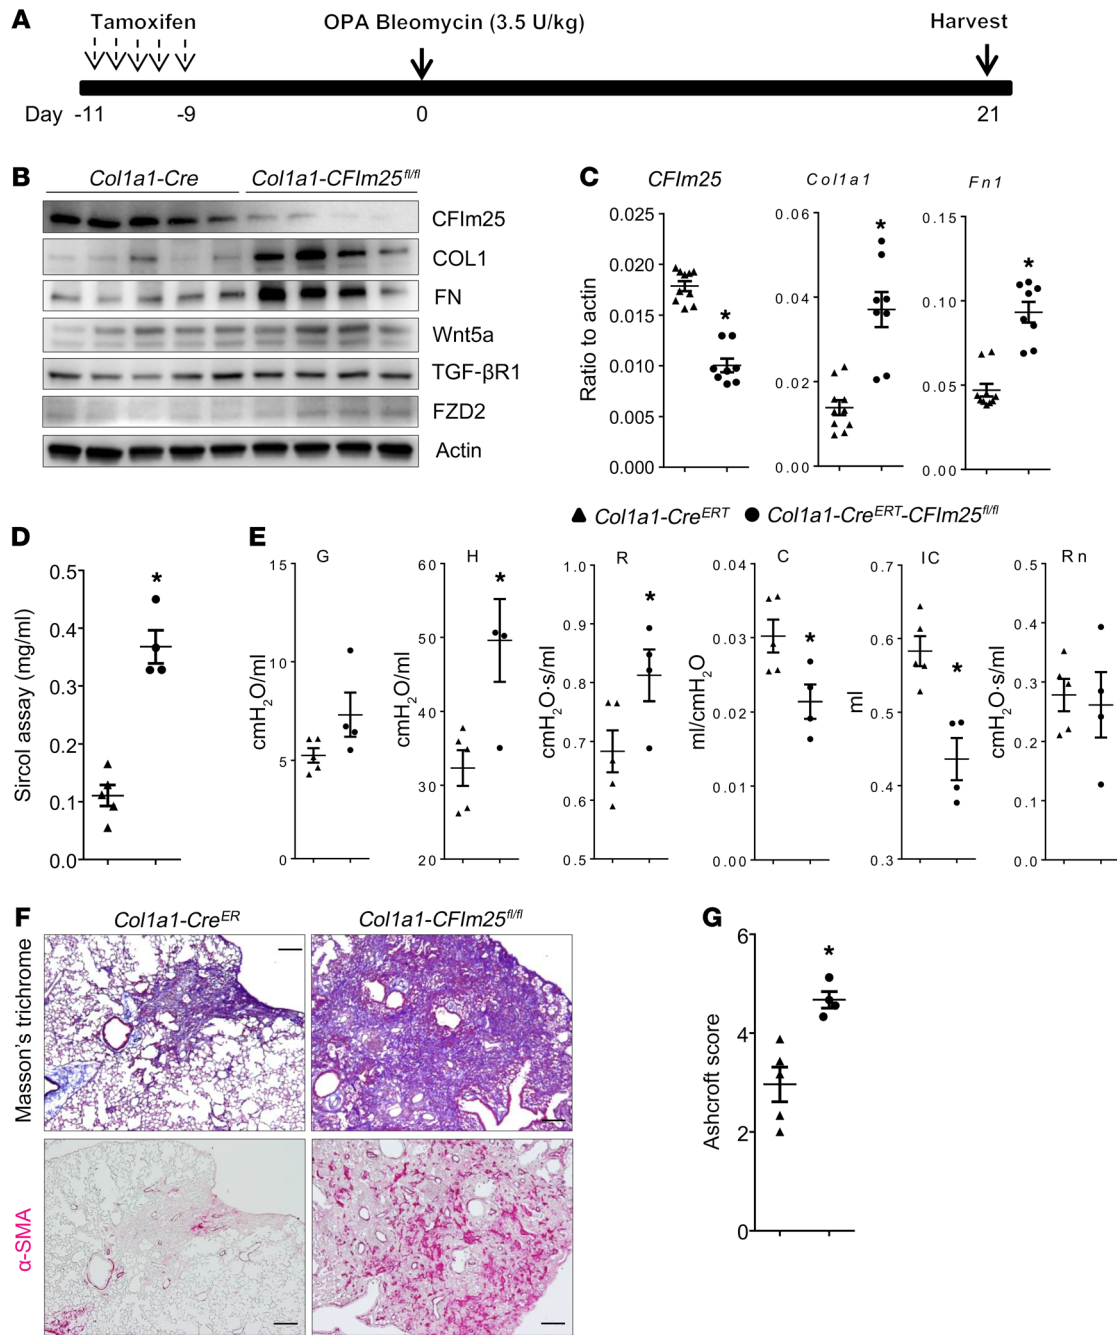 A
Tamoxifen
OPA Bleomycin (3.5 U/kg)
Harvest
Day
-11
-9
0
21
B
Col1a1-Cre
Col1a1-CFIm25fl/fl
CFIm25
COL1
FN
Wnt5a
TGF-βR1
FZD2
Actin
C
CFIm25
Ratio to actin
0.025
0.020
0.015
0.010
0.005
0.000
*
Col1a1
0.06
0.04
0.02
0.00
*
Fn1
0.15
0.10
0.05
0.00
*
▲ Col1a1-CreERT ● Col1a1-CreERT-CFIm25fl/fl
D
Sircol assay (mg/ml)
0.5
0.4
0.3
0.2
0.1
0.0
*
E
G
cmH2O/ml
15
10
5
0
H
cmH2O/ml
60
50
40
30
20
*
R
cmH2O·s/ml
1.0
0.9
0.8
0.7
0.6
0.5
*
C
ml/cmH2O
0.04
0.03
0.02
0.01
0.00
*
IC
ml
0.7
0.6
0.5
0.4
0.3
*
Rn
cmH2O·s/ml
0.5
0.4
0.3
0.2
0.1
0.0
F
Col1a1-CreER
Col1a1-CFIm25fl/fl
Masson's trichrome
α-SMA
G
Ashcroft score
6
4
2
0
*